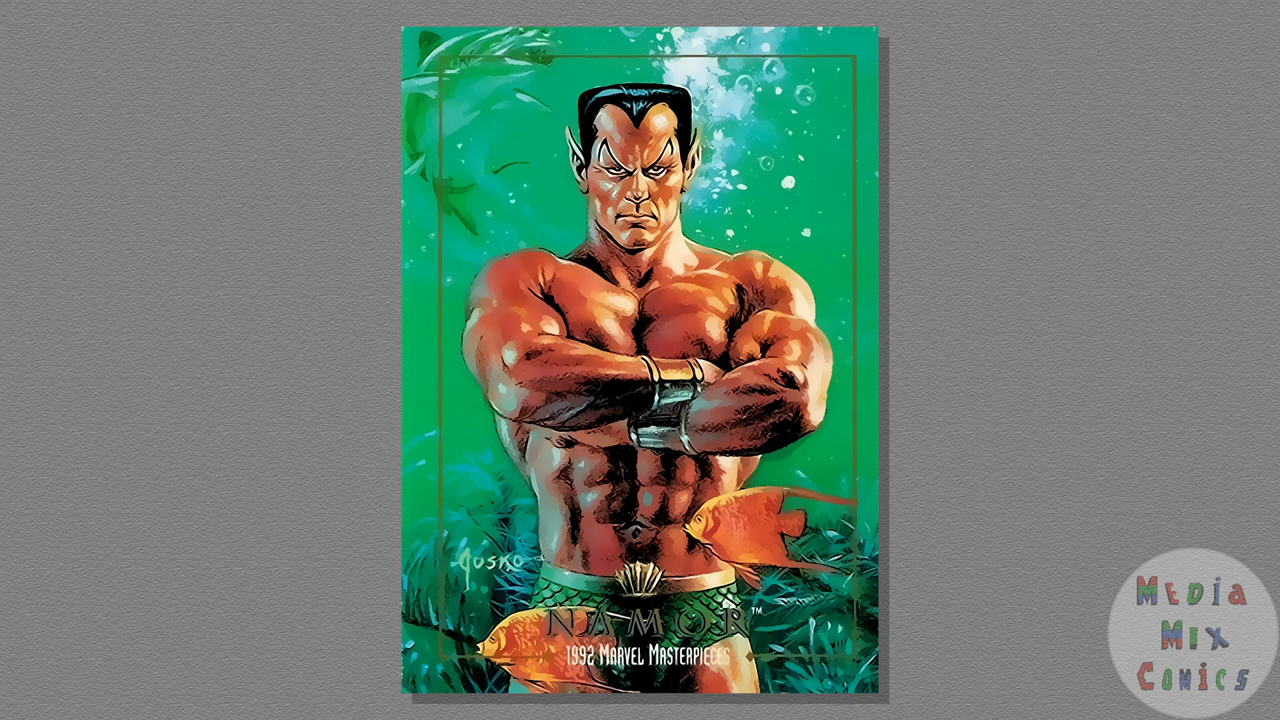 Jusko
NAMOR™
1992 MARVEL MASTERPIECES
MEDIA
MIX
COMICS